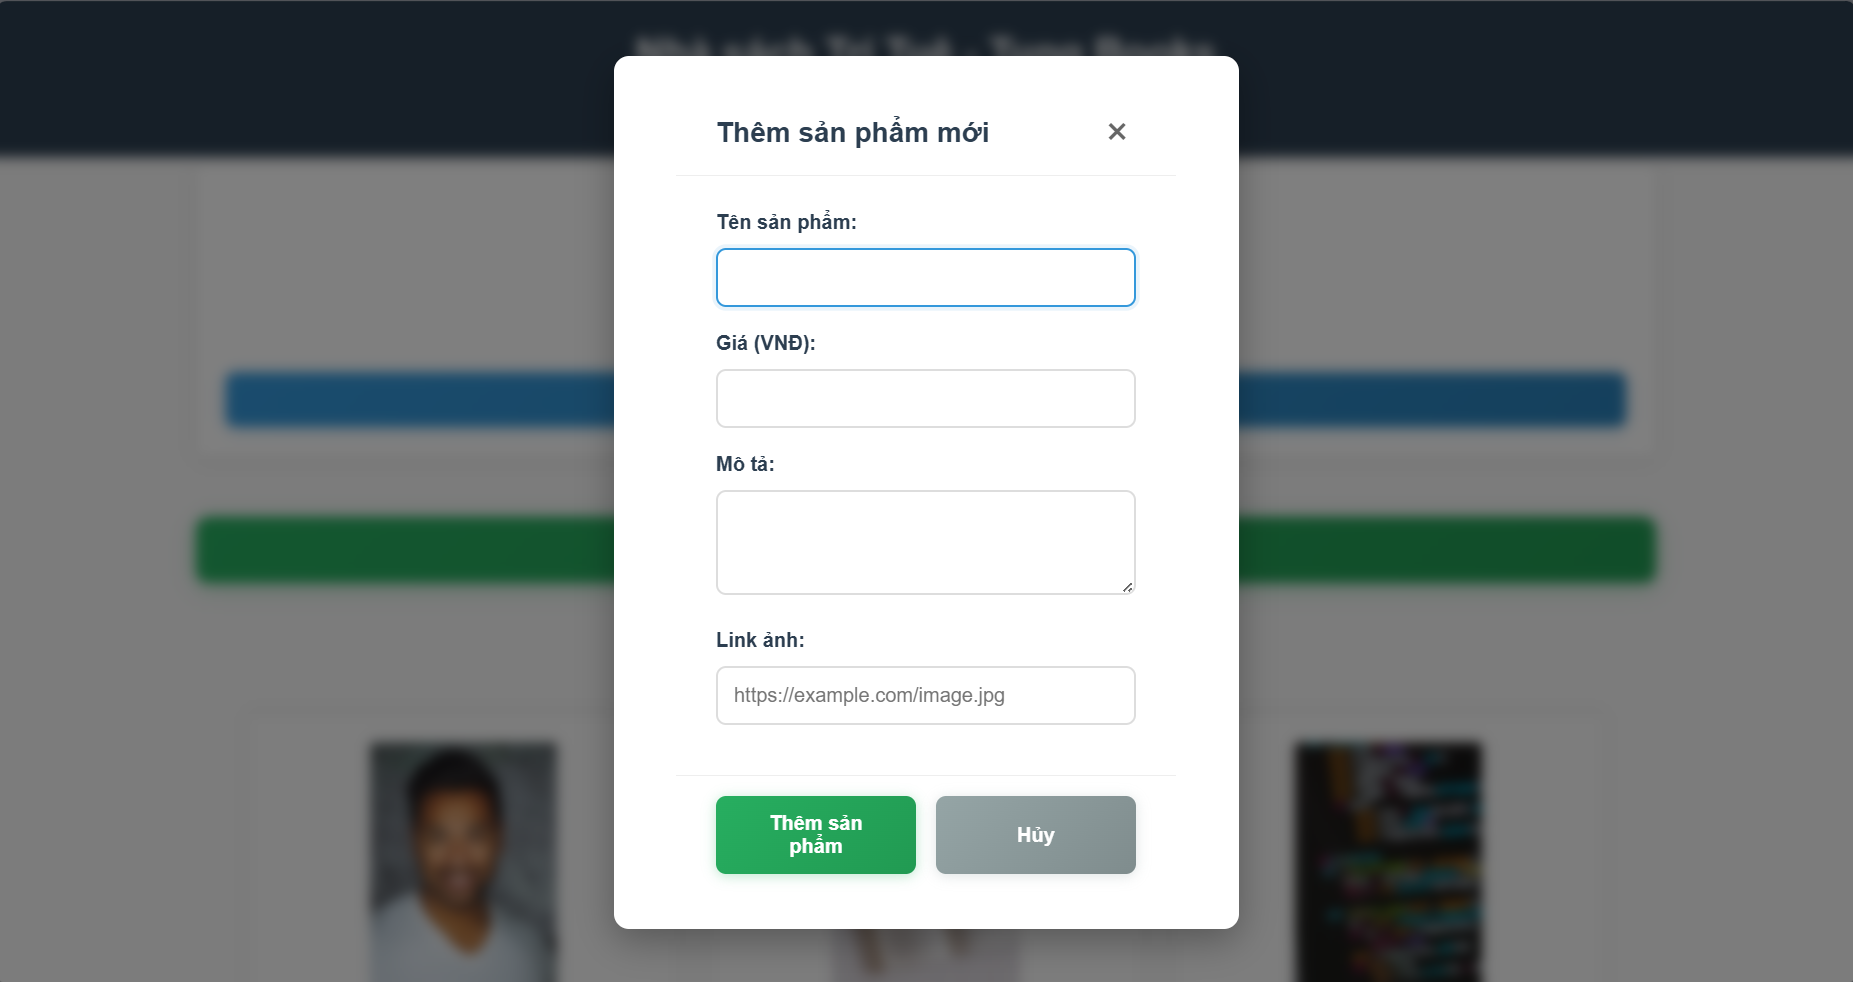 Thêm sản phẩm mới
Tên sản phẩm:
Giá (VNĐ):
Mô tả:
Link ảnh:
https://example.com/image.jpg
Thêm sản
phẩm
Hủy